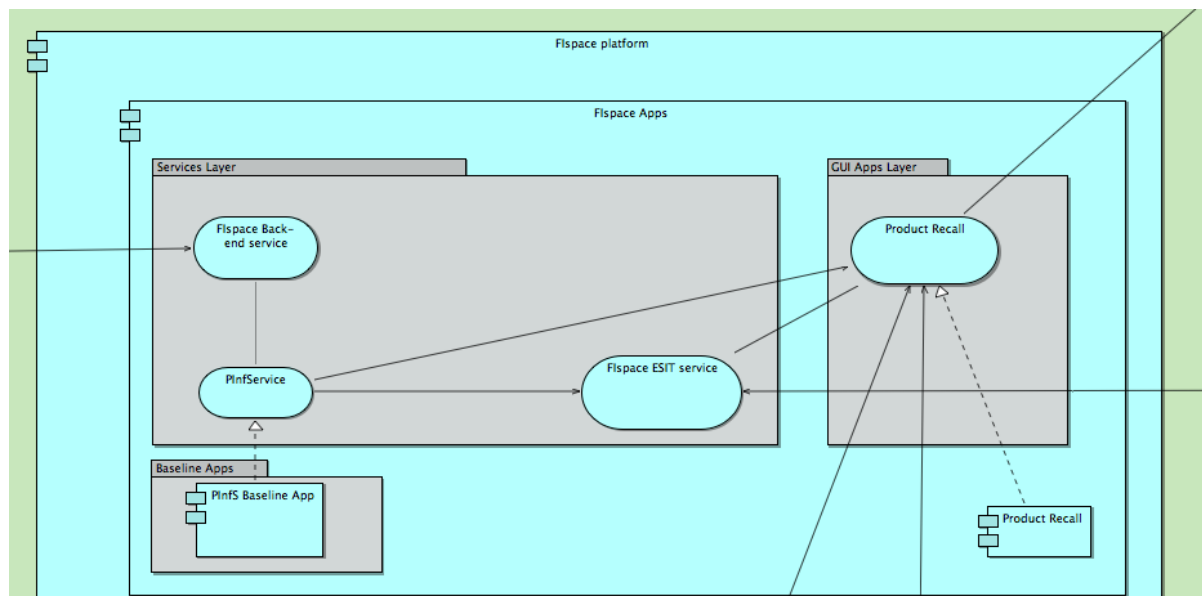 FIspace platform
FIspace Apps
Services Layer
GUI Apps Layer
FIspace Back-
end service
Product Recall
PInfService
FIspace ESIT service
Baseline Apps
PInfS Baseline App
Product Recall